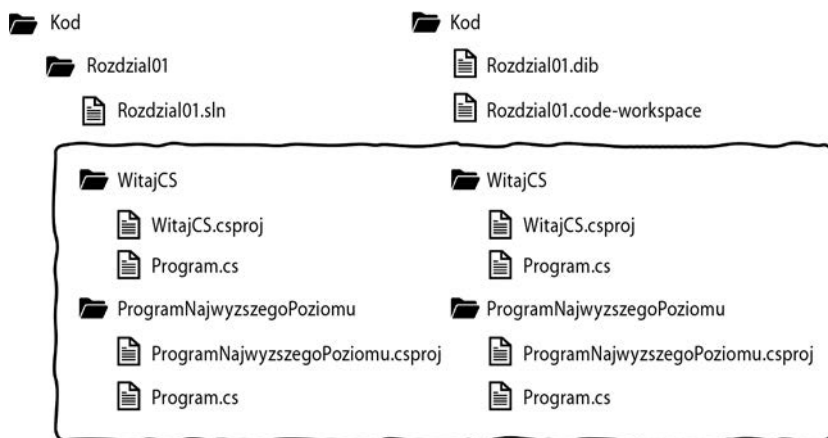 Kod
Rozdzial01
Rozdzial01.sln
WitajCS
WitajCS.csproj
Program.cs
ProgramNajwyzszegoPoziomu
ProgramNajwyzszegoPoziomu.csproj
Program.cs
Kod
Rozdzial01.dib
Rozdzial01.code-workspace
WitajCS
WitajCS.csproj
Program.cs
ProgramNajwyzszegoPoziomu
ProgramNajwyzszegoPoziomu.csproj
Program.cs